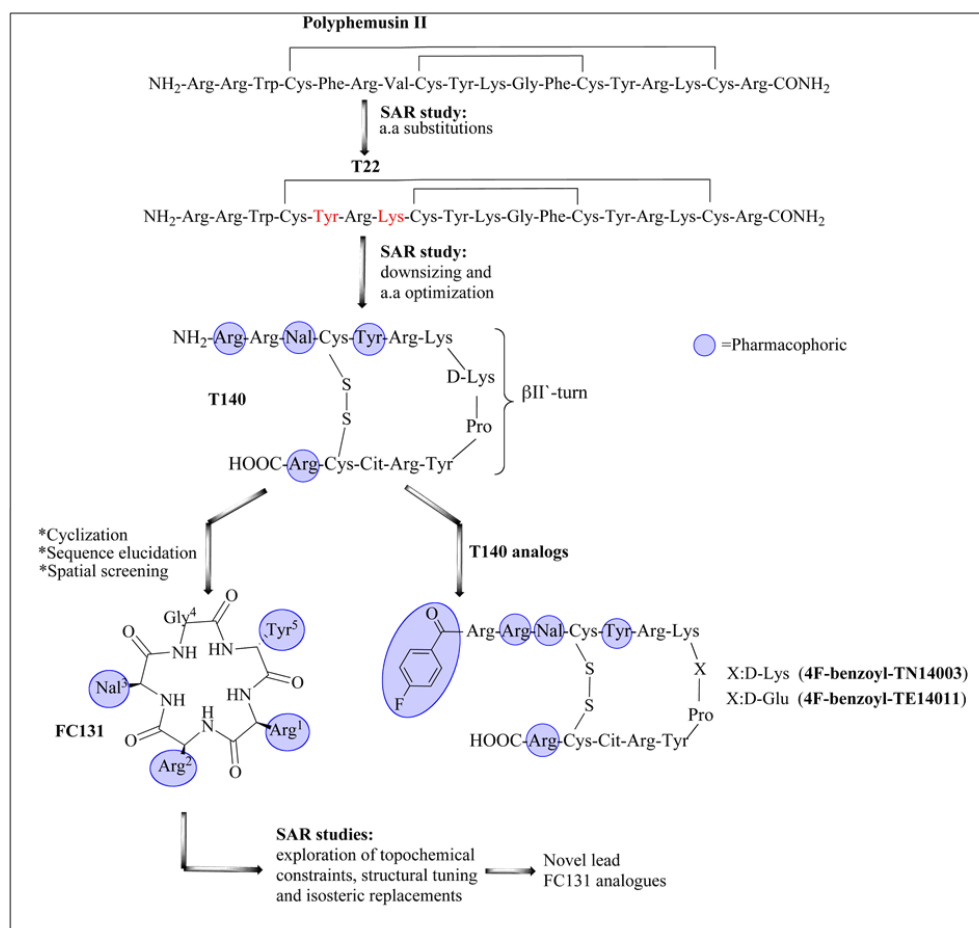 Polyphemusin II
NH2-Arg-Arg-Trp-Cys-Phe-Arg-Val-Cys-Tyr-Lys-Gly-Phe-Cys-Tyr-Arg-Lys-Cys-Arg-CONH2
SAR study:
a.a substitutions
T22
NH2-Arg-Arg-Trp-Cys-Tyr-Arg-Lys-Cys-Tyr-Lys-Gly-Phe-Cys-Tyr-Arg-Lys-Cys-Arg-CONH2
SAR study:
downsizing and
a.a optimization
NH2-Arg-Arg-Nal-Cys-Tyr-Arg-Lys
=Pharmacophoric
S
D-Lys
βII`-turn
T140
S
Pro
HOOC-Arg-Cys-Cit-Arg-Tyr
*Cyclization
*Sequence elucidation
*Spatial screening
T140 analogs
Gly4
O
Tyr5
O
NH
HN
O
Nal3
NH
HN
O
H
N
Arg1
FC131
O
Arg2
O
O
Arg-Arg-Nal-Cys-Tyr-Arg-Lys
S
X
F
S
Pro
HOOC-Arg-Cys-Cit-Arg-Tyr
X:D-Lys (4F-benzoyl-TN14003)
X:D-Glu (4F-benzoyl-TE14011)
SAR studies:
exploration of topochemical
constraints, structural tuning
and isosteric replacements
Novel lead
FC131 analogues